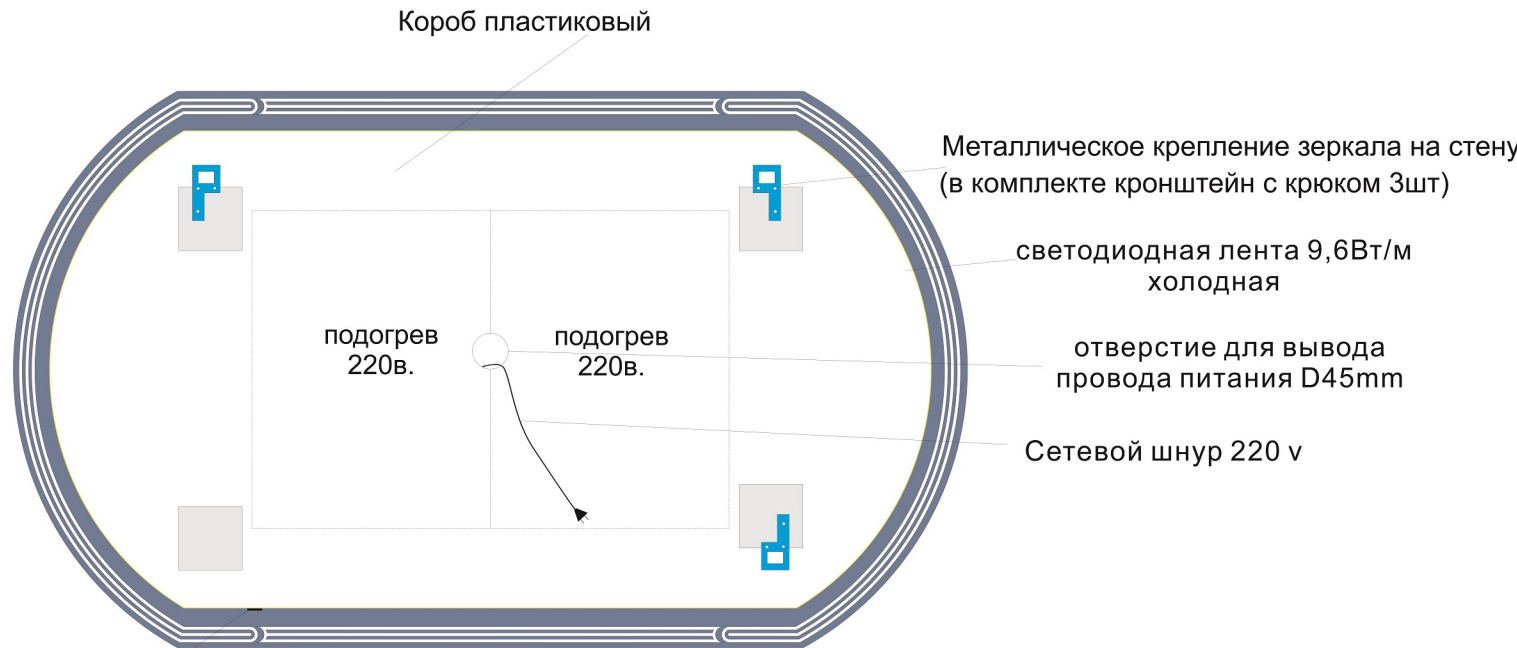 Короб пластиковый
Металлическое крепление зеркала на стену
(в комплекте кронштейн с крюком 3шт)
светодиодная лента 9,6Вт/м
холодная
подогрев
220в.
подогрев
220в.
отверстие для вывода
провода питания D45mm
Сетевой шнур 220 v